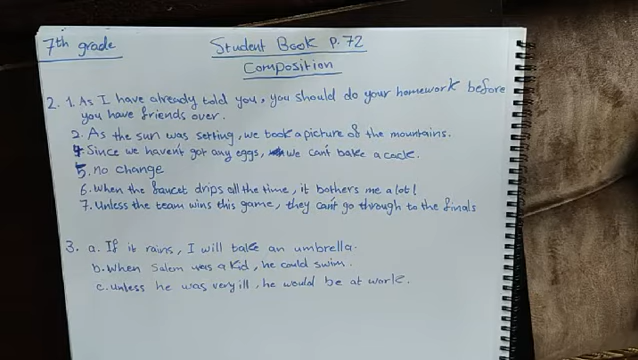 7th grade
Student Book P.72
Composition
2. 1. As I have already told you, you should do your homework before
you have friends over.
2. As the sun was setting, we took a picture of the mountains.
4. Since we haven't got any eggs, we can't bake a cack.
5. no change
6. When the faucet drips all the time, it bothers me a lot!
7. Unless the team wins this game, they can't go through to the finals
3. a. If it rains, I will take an umbrella.
b. When Salem was a kid, he could swim.
c. unless he was very ill, he would be at work.